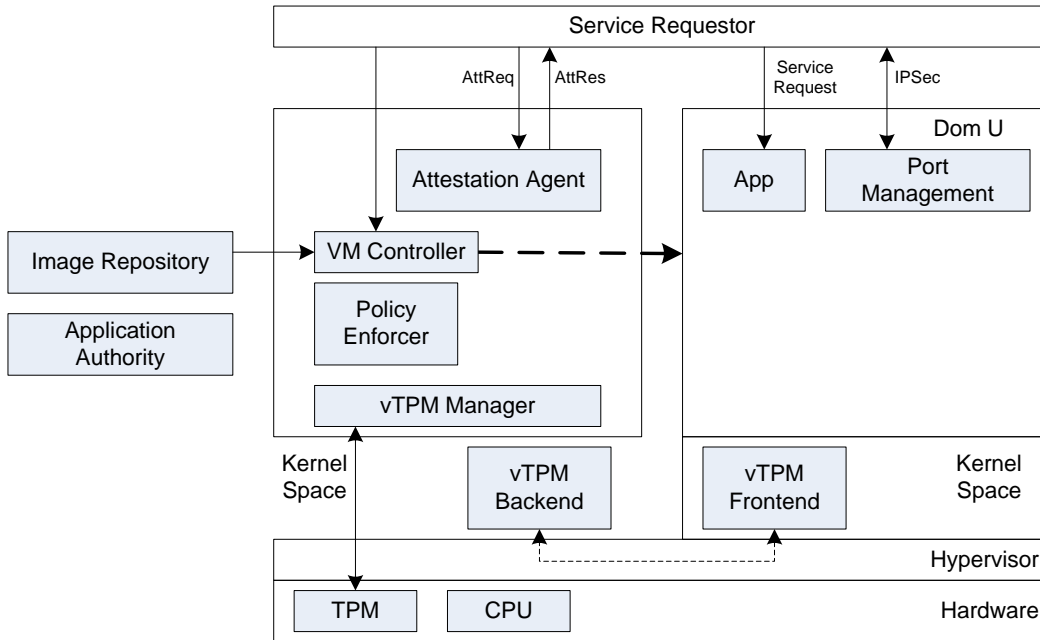 Service Requestor
AttReq
AttRes
Service
Request
IPSec
Dom U
Attestation Agent
App
Port
Management
Image Repository
VM Controller
Policy
Enforcer
Application
Authority
vTPM Manager
Kernel
Space
vTPM
Backend
vTPM
Frontend
Kernel
Space
Hypervisor
TPM
CPU
Hardware